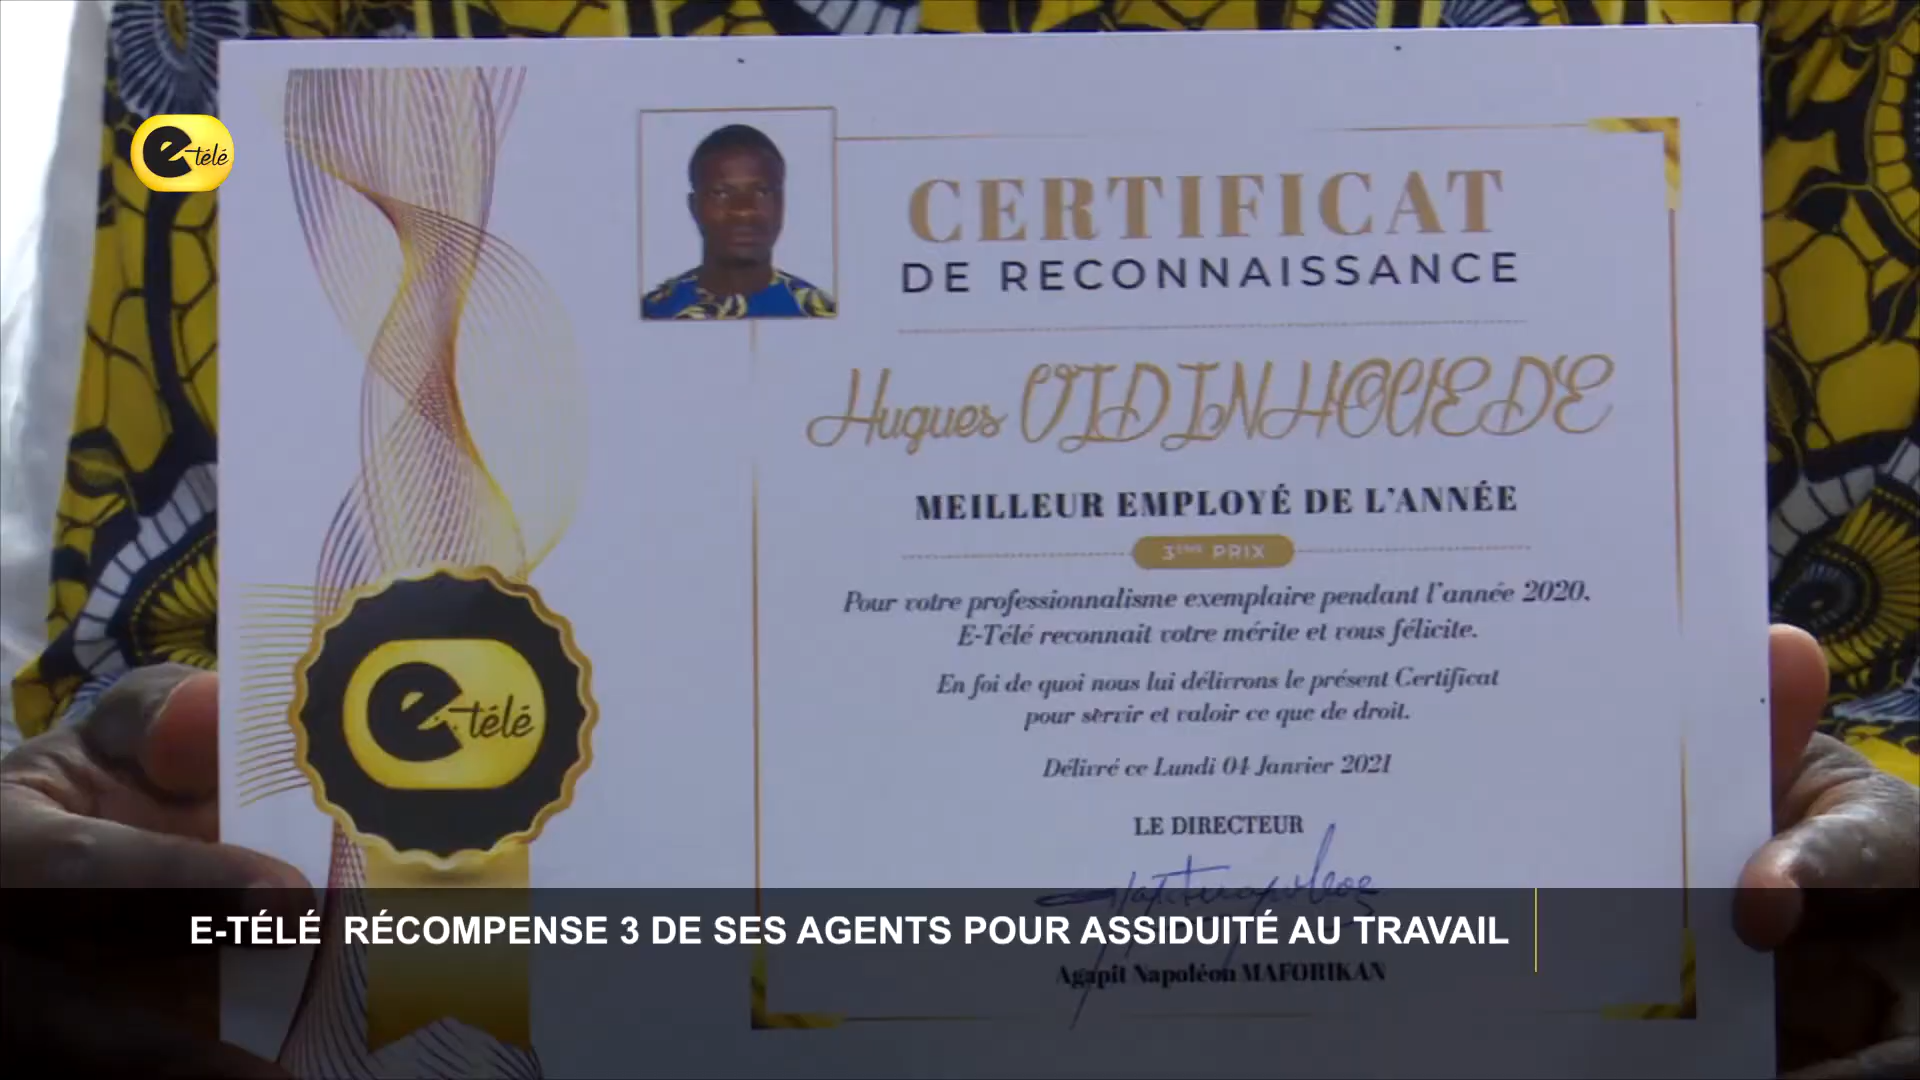 e-télé
CERTIFICAT
DE RECONNAISSANCE
Hugues VIDINHOUEDE
MEILLEUR EMPLOYÉ DE L'ANNÉE
3ÈME PRIX
Pour votre professionnalisme exemplaire pendant l'année 2020,
E-Télé reconnait votre mérite et vous félicite.
En foi de quoi nous lui délivrons le présent Certificat
pour servir et valoir ce que de droit.
Délivré ce Lundi 04 Janvier 2021
e-télé
LE DIRECTEUR
E-TÉLÉ RÉCOMPENSE 3 DE SES AGENTS POUR ASSIDUITÉ AU TRAVAIL
Agapit Napoléon MAFORIKAN